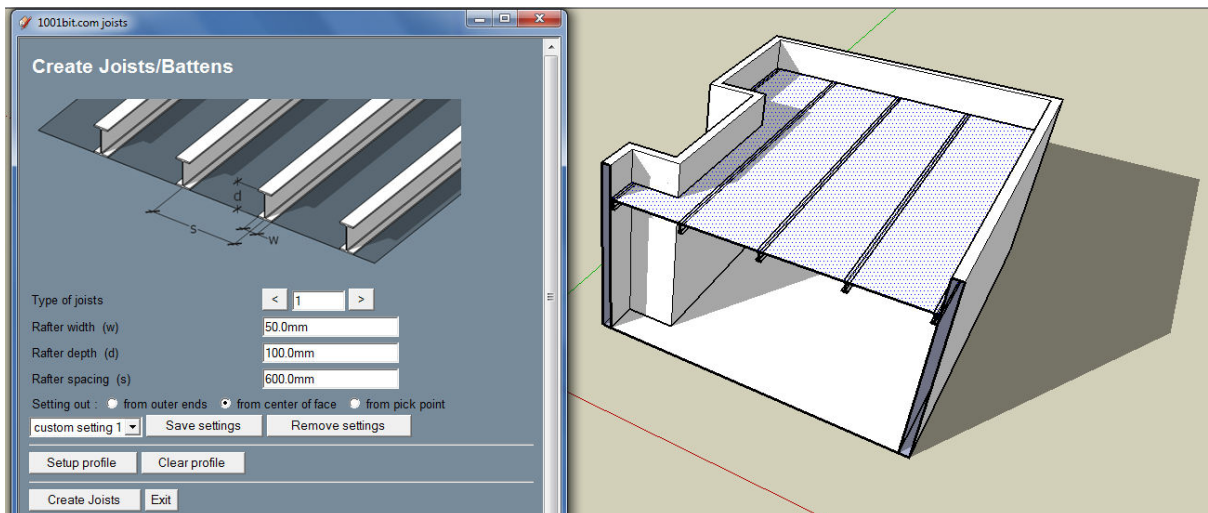 1001bit.com joists
Create Joists/Battens
d
s
w
Type of joists < 1 >
Rafter width (w) 50.0mm
Rafter depth (d) 100.0mm
Rafter spacing (s) 600.0mm
Setting out : from outer ends from center of face from pick point
custom setting 1 Save settings Remove settings
Setup profile Clear profile
Create Joists Exit